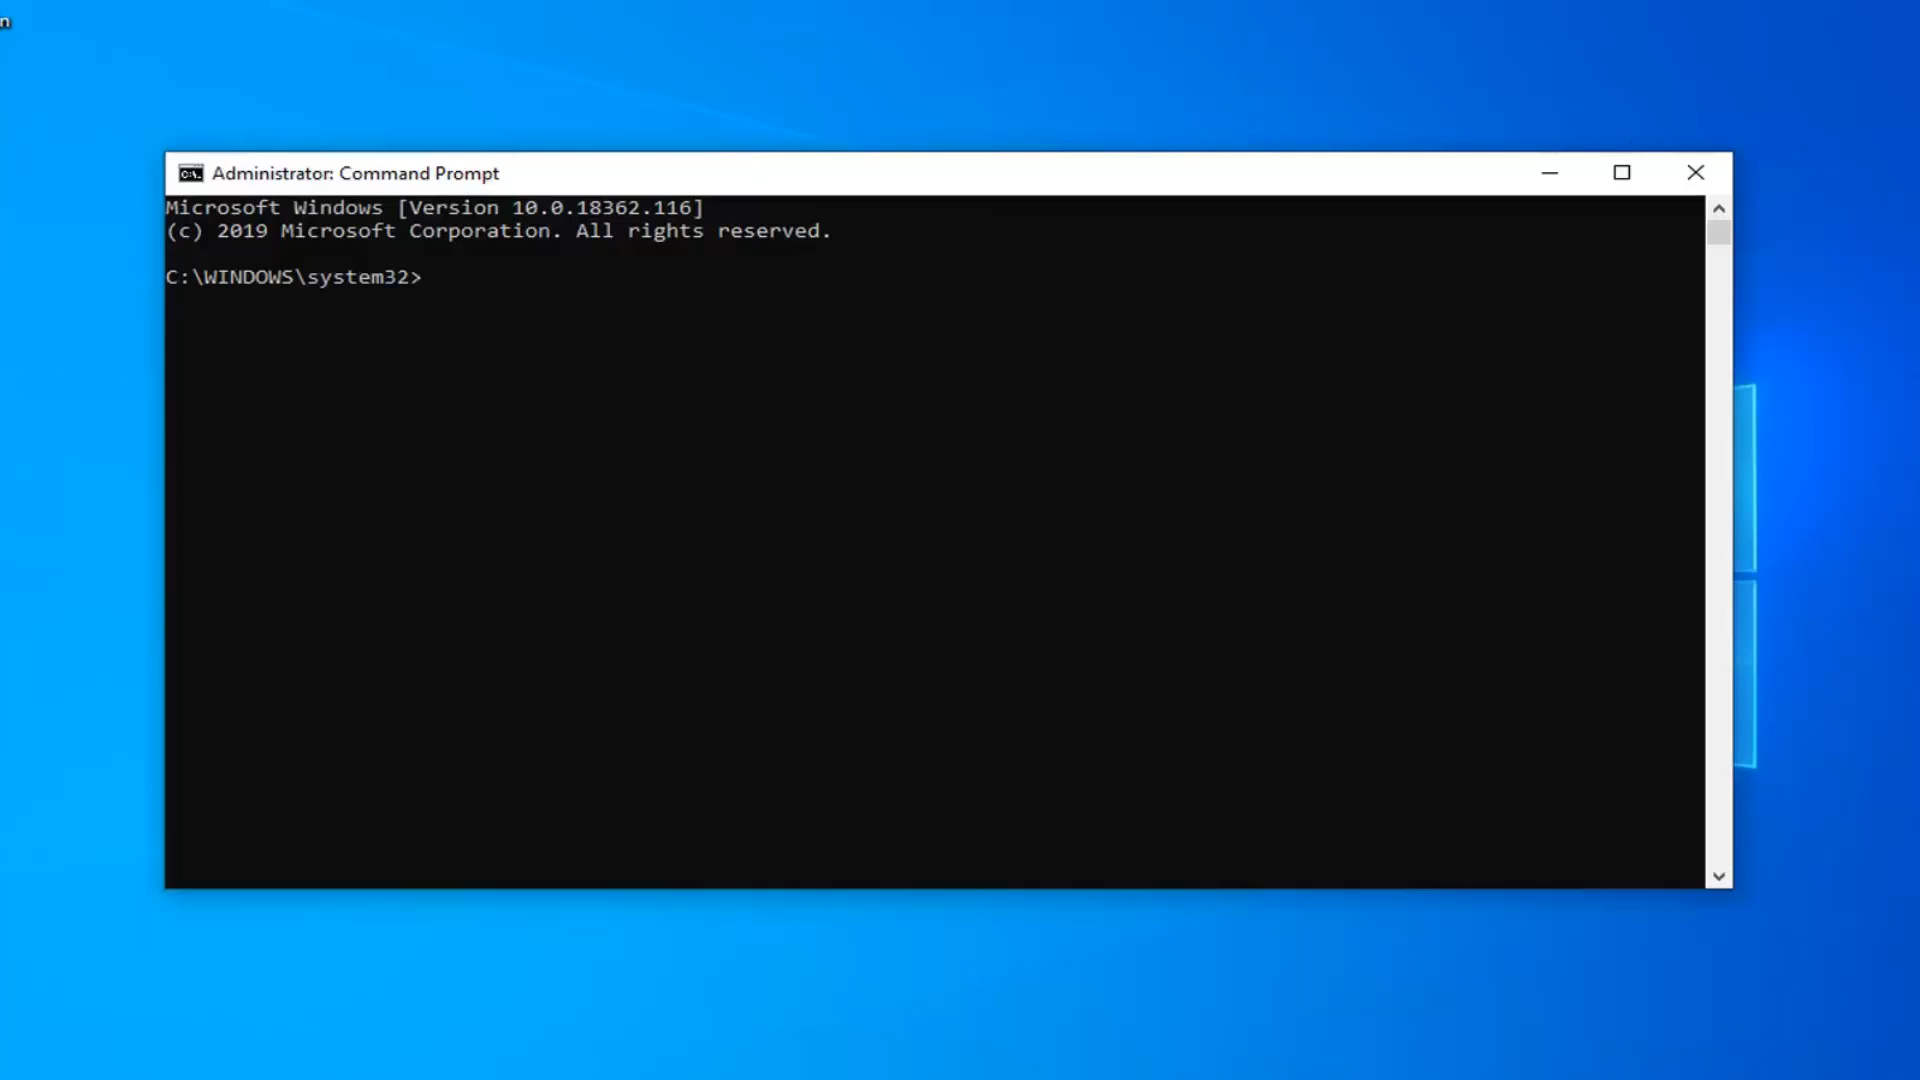 n
Administrator: Command Prompt
Microsoft Windows [Version 10.0.18362.116]
(c) 2019 Microsoft Corporation. All rights reserved.
C:\WINDOWS\system32>